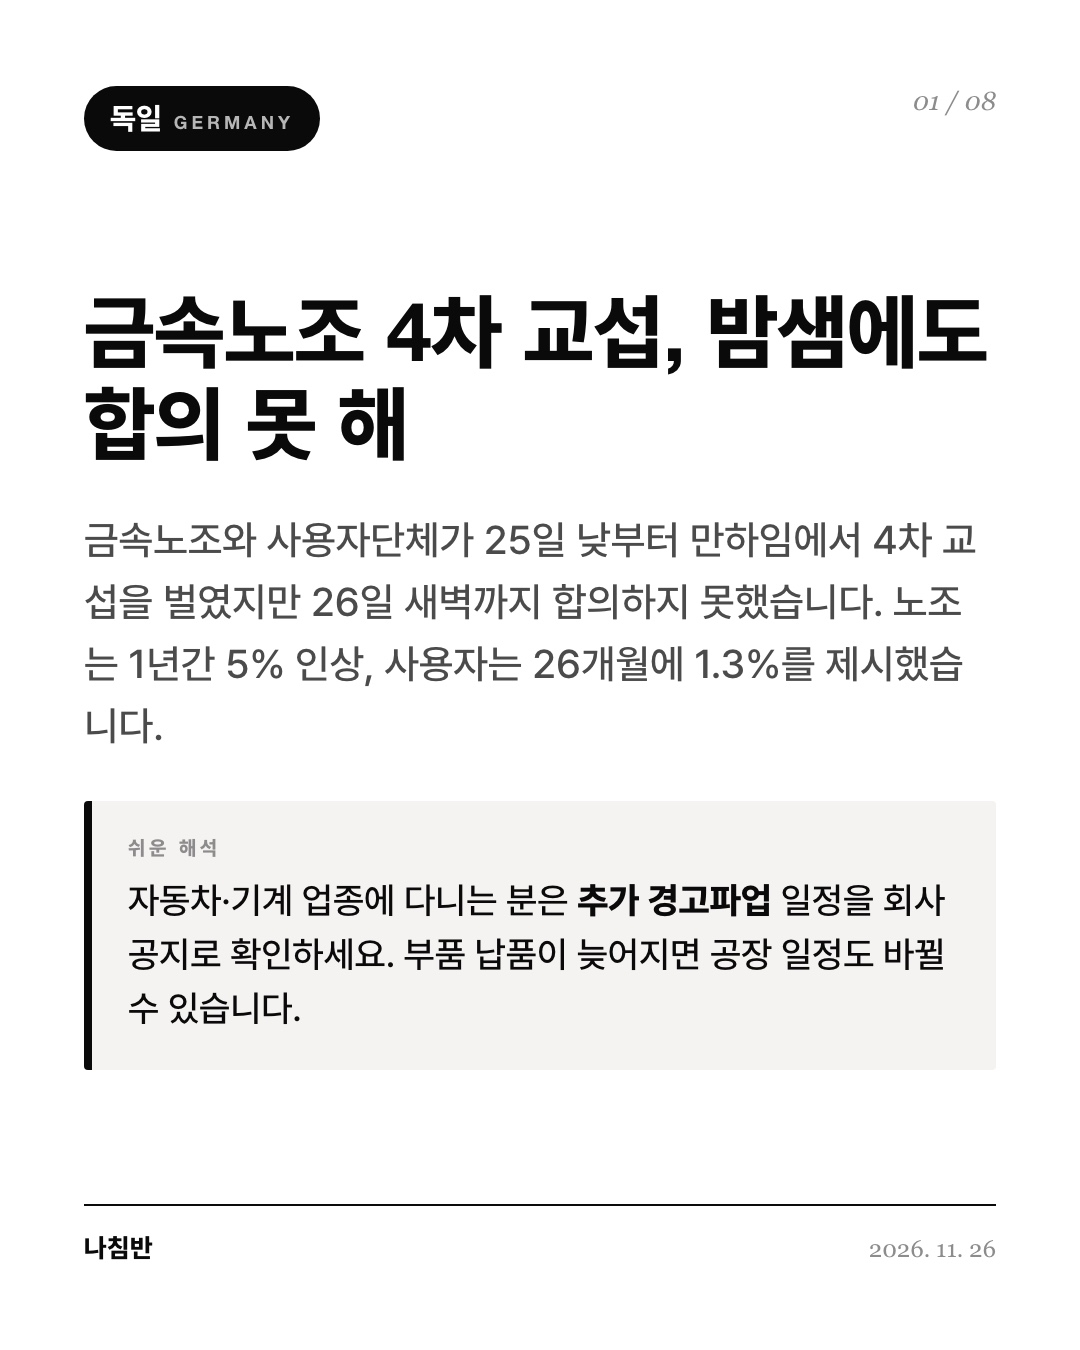 독일 GERMANY
01 / 08
금속노조 4차 교섭, 밤샘에도
합의 못 해
금속노조와 사용자단체가 25일 낮부터 만하임에서 4차 교
섭을 벌였지만 26일 새벽까지 합의하지 못했습니다. 노조
는 1년간 5% 인상, 사용자는 26개월에 1.3%를 제시했습
니다.
쉬운 해석
자동차·기계 업종에 다니는 분은 추가 경고파업 일정을 회사
공지로 확인하세요. 부품 납품이 늦어지면 공장 일정도 바뀔
수 있습니다.
나침반
2026. 11. 26